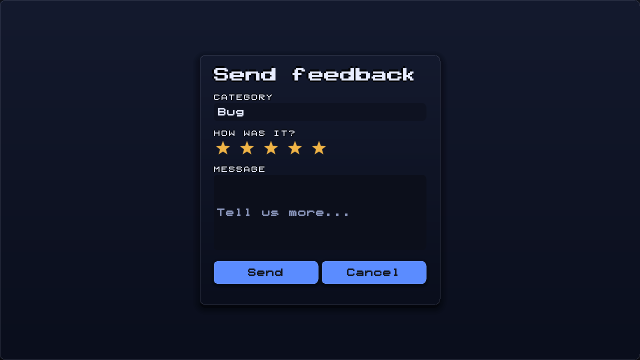 Send feedback
CATEGORY
Bug
HOW WAS IT?
MESSAGE
Tell us more...
Send Cancel